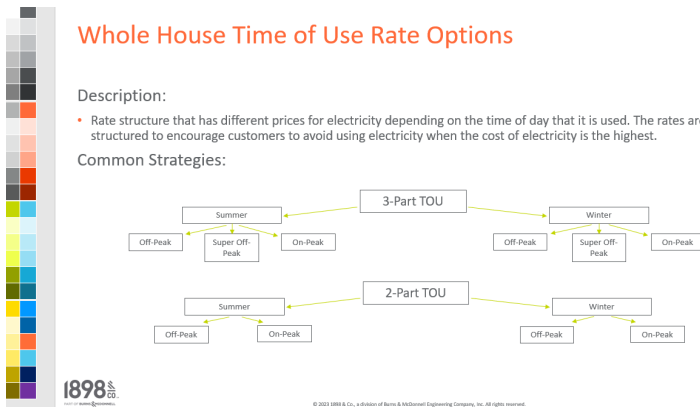 Whole House Time of Use Rate Options
Description:
• Rate structure that has different prices for electricity depending on the time of day that it is used. The rates are
structured to encourage customers to avoid using electricity when the cost of electricity is the highest.
Common Strategies:
3-Part TOU
Summer
Winter
Off-Peak
Super Off-
Peak
On-Peak
Off-Peak
Super Off-
Peak
On-Peak
2-Part TOU
Summer
Winter
Off-Peak
On-Peak
Off-Peak
On-Peak
1898 & CO.
PART OF BURNS & McDONNELL
© 2023 1898 & Co., a division of Burns & McDonnell Engineering Company, Inc. All rights reserved.